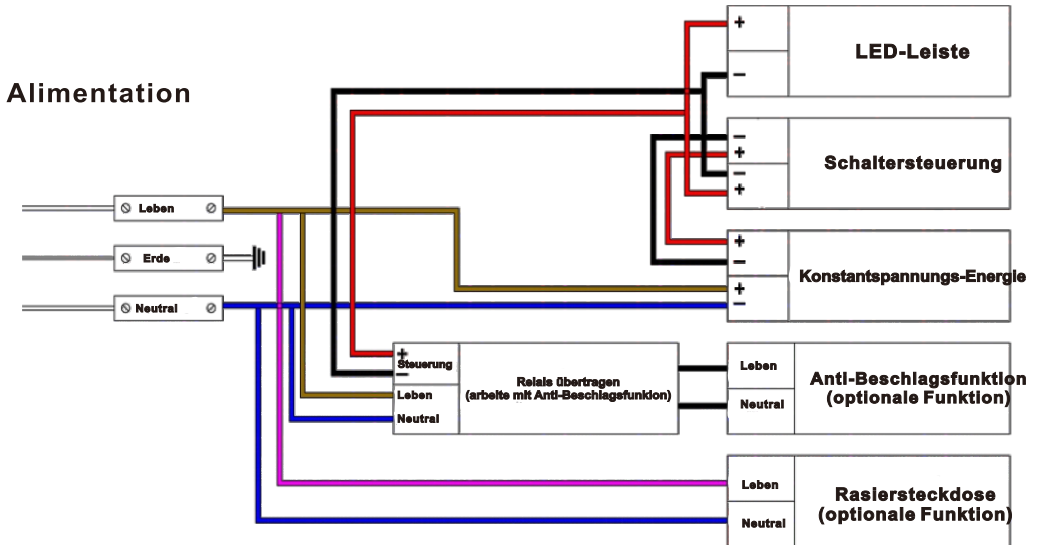 Alimentation
Leben
Erde
Neutral
+
LED-Leiste
−
−
+
Schaltersteuerung
−
+
+
−
Konstantspannungs-Energie
+
−
+
Steuerung
−
Leben
Neutral
Relais übertragen
(arbeite mit Anti-Beschlagsfunkion)
Leben
Neutral
Anti-Beschlagsfunktion
(optionale Funktion)
Leben
Neutral
Rasiersteckdose
(optionale Funktion)